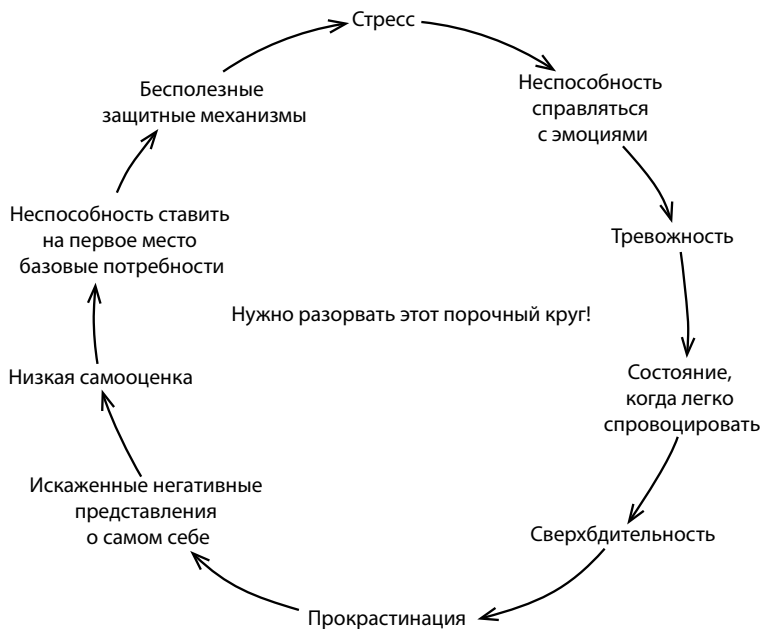 Стресс
Неспособность
справляться
с эмоциями
Тревожность
Состояние,
когда легко
спровоцировать
Сверхбдительность
Прокрастинация
Искаженные негативные
представления
о самом себе
Низкая самооценка
Неспособность ставить
на первое место
базовые потребности
Бесполезные
защитные механизмы
Нужно разорвать этот порочный круг!